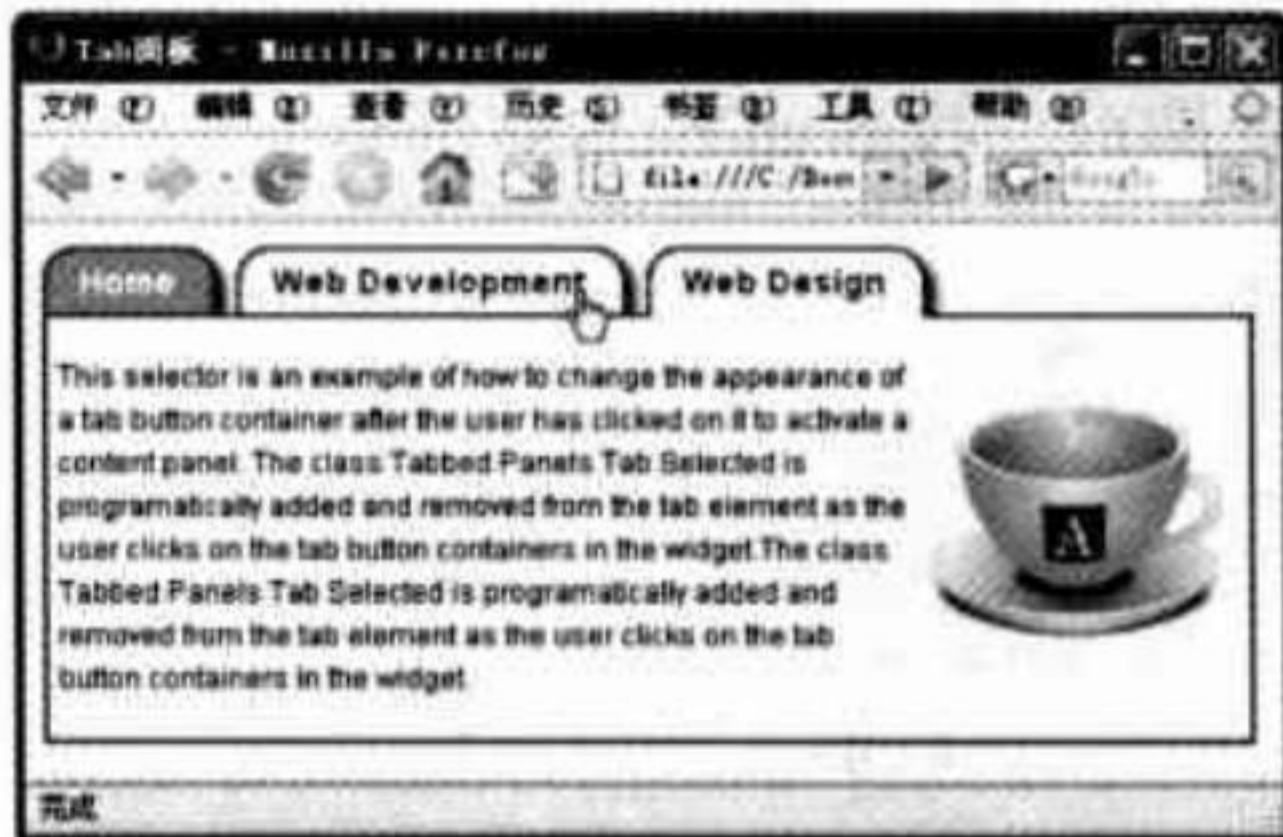 Tab面板 - Mozilla Firefox
文件 (F) 编辑 (E) 查看 (V) 历史 (S) 书签 (B) 工具 (T) 帮助 (H)
file:///C:/Docu Google
Home Web Development Web Design
This selector is an example of how to change the appearance of
a tab button container after the user has clicked on it to activate a
content panel. The class Tabbed Panels Tab Selected is
programatically added and removed from the tab element as the
user clicks on the tab button containers in the widget.The class
Tabbed Panels Tab Selected is programatically added and
removed from the tab element as the user clicks on the tab
button containers in the widget.
A
完成